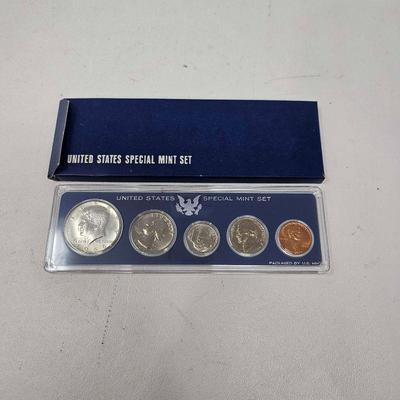 UNITED STATES SPECIAL MINT SET
UNITED STATES SPECIAL MINT SET
PACKAGED BY U.S. MINT